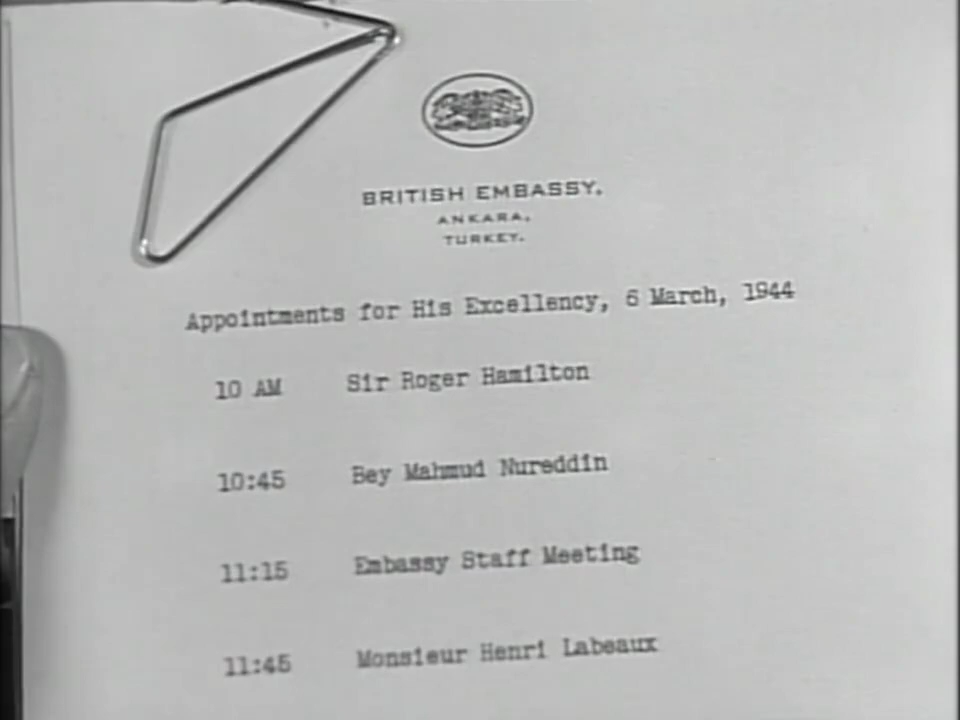 BRITISH EMBASSY,
ANKARA,
TURKEY.
Appointments for His Excellency, 6 March, 1944
10 AM Sir Roger Hamilton
10:45 Bey Mahmud Nureddin
11:15 Embassy Staff Meeting
11:45 Monsieur Henri Labeaux